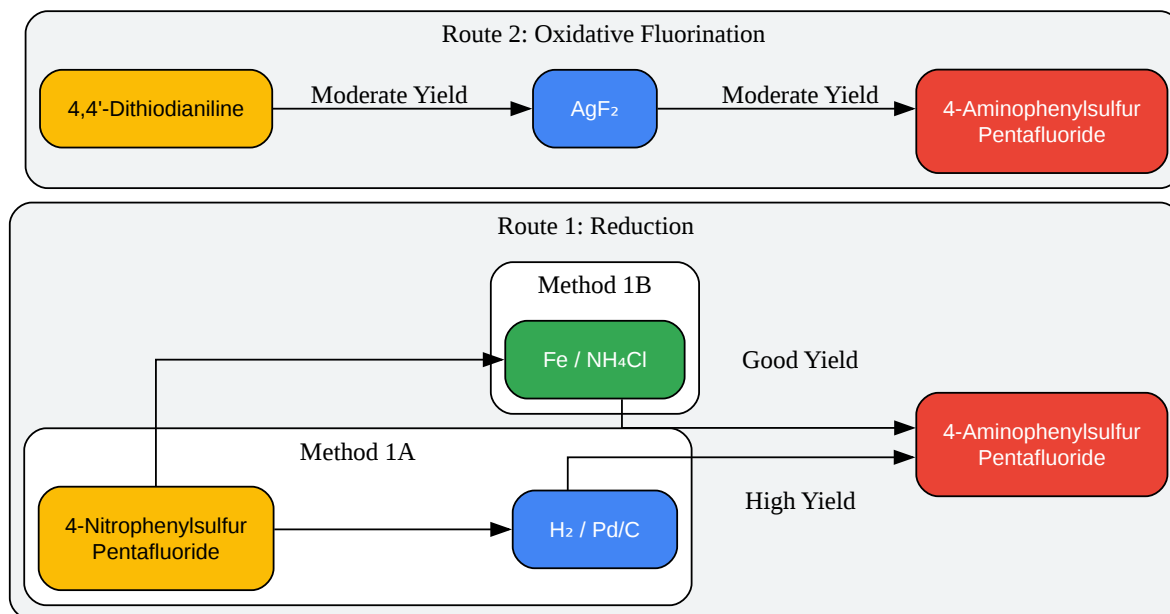 Route 2: Oxidative Fluorination
4,4'-Dithiodianiline
Moderate Yield
AgF₂
Moderate Yield
4-Aminophenylsulfur
Pentafluoride
Route 1: Reduction
Method 1B
Fe / NH₄Cl
Good Yield
4-Aminophenylsulfur
Pentafluoride
Method 1A
High Yield
4-Nitrophenylsulfur
Pentafluoride
H₂ / Pd/C